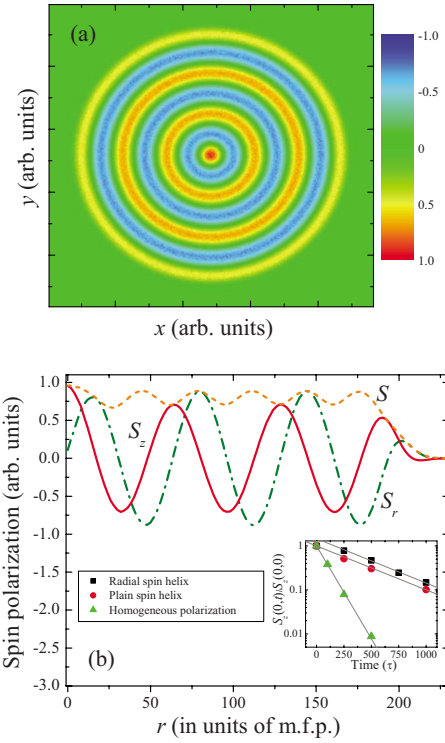 (a)
y (arb. units)
x (arb. units)
-1.0
-0.5
0
0.5
1.0
Spin polarization (arb. units)
1.0
0.5
0.0
-0.5
-1.0
-1.5
-2.0
-2.5
-3.0
S
S_z
S_r
Radial spin helix
Plain spin helix
Homogeneous polarization
(b)
S_z(0,t)/S_z(0,0)
1
0.1
0.01
0 250 500 750 1000
Time (τ)
0 50 100 150 200
r (in units of m.f.p.)